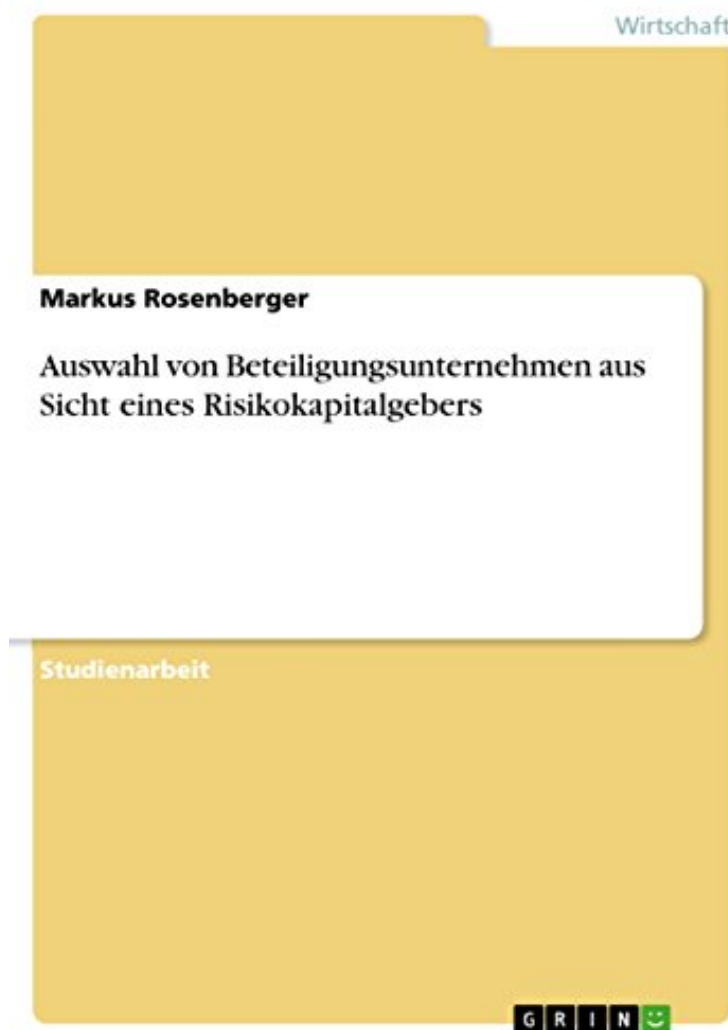 Wirtschaft
Markus Rosenberger
Auswahl von Beteiligungsunternehmen aus
Sicht eines Risikokapitalgebers
Studienarbeit
GRIN